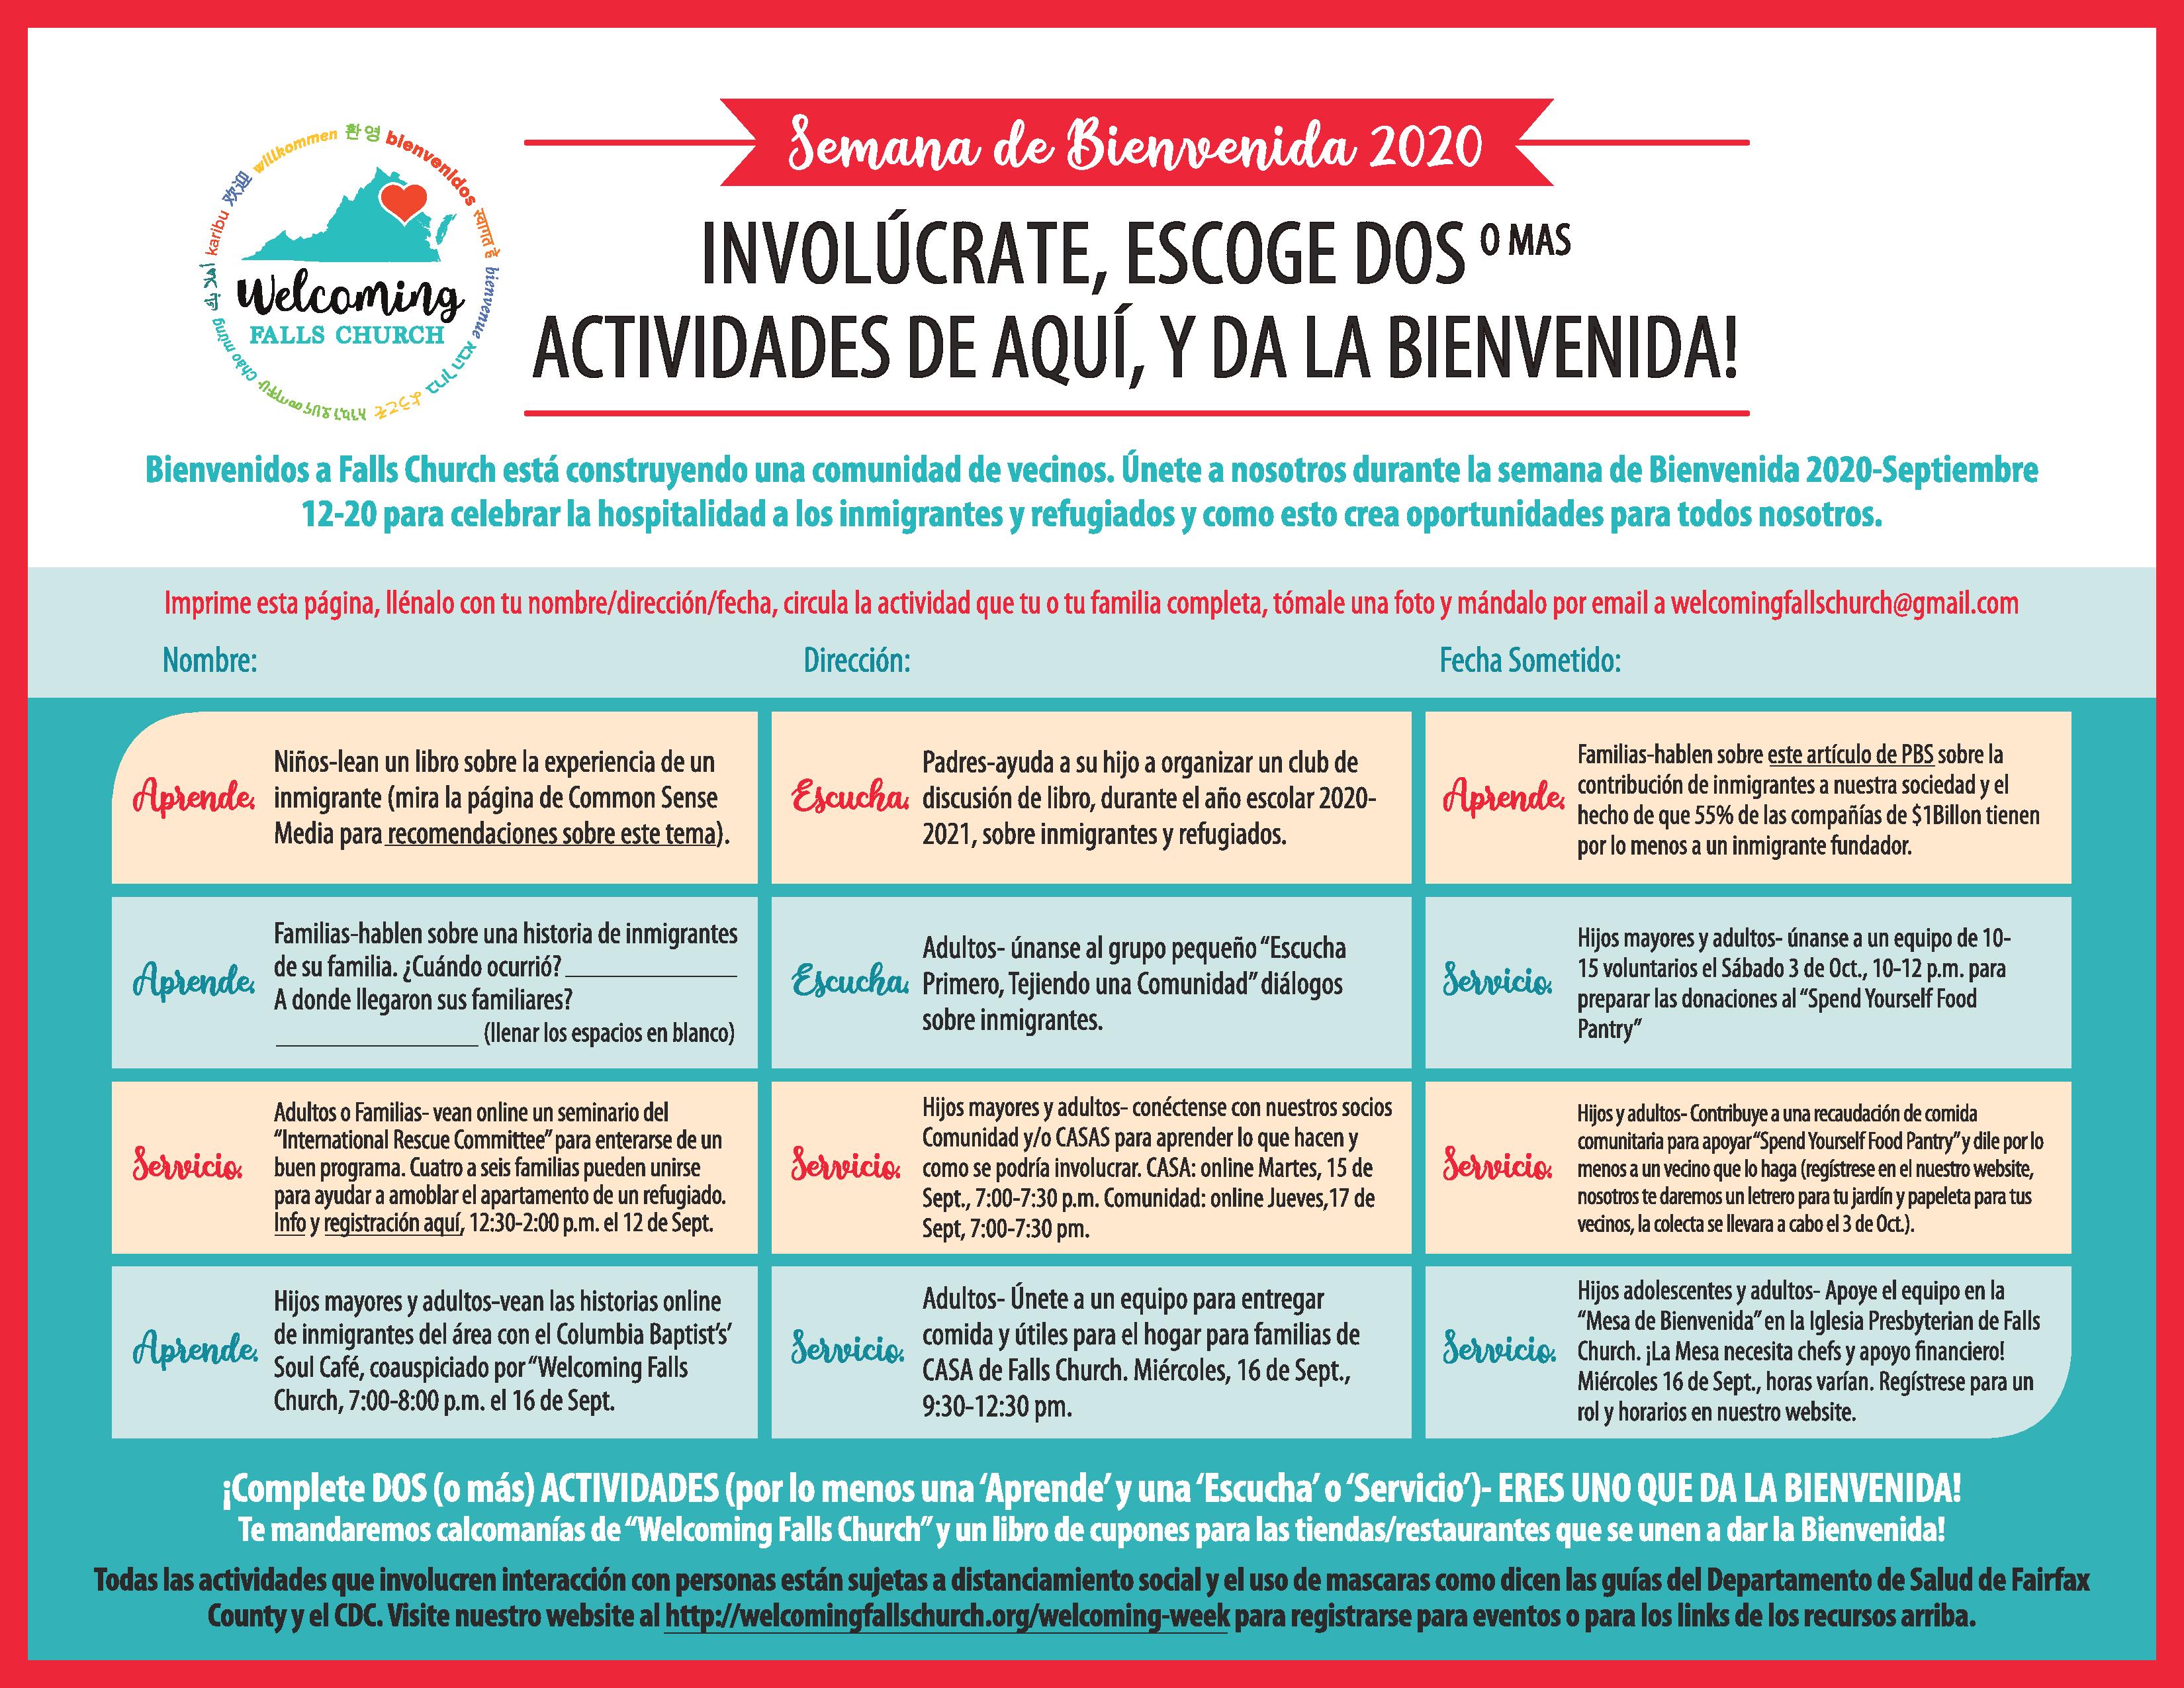 Semana de Bienvenida 2020
INVOLÚCRATE, ESCOGE DOS O MAS
ACTIVIDADES DE AQUÍ, Y DA LA BIENVENIDA!
willkommen 환영 bienvenidos स्वागत हे bienvenue ברוך הבא ようこそ chào mừng karibu 欢迎
Welcoming
FALLS CHURCH
Bienvenidos a Falls Church está construyendo una comunidad de vecinos. Únete a nosotros durante la semana de Bienvenida 2020-Septiembre
12-20 para celebrar la hospitalidad a los inmigrantes y refugiados y como esto crea oportunidades para todos nosotros.
Imprime esta página, llénalo con tu nombre/dirección/fecha, circula la actividad que tu o tu familia completa, tómale una foto y mándalo por email a welcomingfallschurch@gmail.com
Nombre: Dirección: Fecha Sometido:
Aprende.
Niños-lean un libro sobre la experiencia de un
inmigrante (mira la página de Common Sense
Media para recomendaciones sobre este tema).
Escucha.
Padres-ayuda a su hijo a organizar un club de
discusión de libro, durante el año escolar 2020-
2021, sobre inmigrantes y refugiados.
Aprende.
Familias-hablen sobre este artículo de PBS sobre la
contribución de inmigrantes a nuestra sociedad y el
hecho de que 55% de las compañías de $1Billon tienen
por lo menos a un inmigrante fundador.
Aprende.
Familias-hablen sobre una historia de inmigrantes
de su familia. ¿Cuándo ocurrió? ________________
A donde llegaron sus familiares?
___________________ (llenar los espacios en blanco)
Escucha.
Adultos- únanse al grupo pequeño “Escucha
Primero, Tejiendo una Comunidad” diálogos
sobre inmigrantes.
Servicio.
Hijos mayores y adultos- únanse a un equipo de 10-
15 voluntarios el Sábado 3 de Oct., 10-12 p.m. para
preparar las donaciones al “Spend Yourself Food
Pantry”
Servicio.
Adultos o Familias- vean online un seminario del
“International Rescue Committee” para enterarse de un
buen programa. Cuatro a seis familias pueden unirse
para ayudar a amoblar el apartamento de un refugiado.
Info y registración aquí, 12:30-2:00 p.m. el 12 de Sept.
Servicio.
Hijos mayores y adultos- conéctense con nuestros socios
Comunidad y/o CASAS para aprender lo que hacen y
como se podría involucrar. CASA: online Martes, 15 de
Sept., 7:00-7:30 p.m. Comunidad: online Jueves,17 de
Sept, 7:00-7:30 pm.
Servicio.
Hijos y adultos- Contribuye a una recaudación de comida
comunitaria para apoyar “Spend Yourself Food Pantry” y dile por lo
menos a un vecino que lo haga (regístrese en el nuestro website,
nosotros te daremos un letrero para tu jardín y papeleta para tus
vecinos, la colecta se llevara a cabo el 3 de Oct.).
Aprende.
Hijos mayores y adultos-vean las historias online
de inmigrantes del área con el Columbia Baptist’s’
Soul Café, coauspiciado por “Welcoming Falls
Church, 7:00-8:00 p.m. el 16 de Sept.
Servicio.
Adultos- Únete a un equipo para entregar
comida y útiles para el hogar para familias de
CASA de Falls Church. Miércoles, 16 de Sept.,
9:30-12:30 pm.
Servicio.
Hijos adolescentes y adultos- Apoye el equipo en la
“Mesa de Bienvenida” en la Iglesia Presbyterian de Falls
Church. ¡La Mesa necesita chefs y apoyo financiero!
Miércoles 16 de Sept., horas varían. Regístrese para un
rol y horarios en nuestro website.
¡Complete DOS (o más) ACTIVIDADES (por lo menos una ‘Aprende’ y una ‘Escucha’ o ‘Servicio’)- ERES UNO QUE DA LA BIENVENIDA!
Te mandaremos calcomanías de “Welcoming Falls Church” y un libro de cupones para las tiendas/restaurantes que se unen a dar la Bienvenida!
Todas las actividades que involucren interacción con personas están sujetas a distanciamiento social y el uso de mascaras como dicen las guías del Departamento de Salud de Fairfax
County y el CDC. Visite nuestro website al http://welcomingfallschurch.org/welcoming-week para registrarse para eventos o para los links de los recursos arriba.